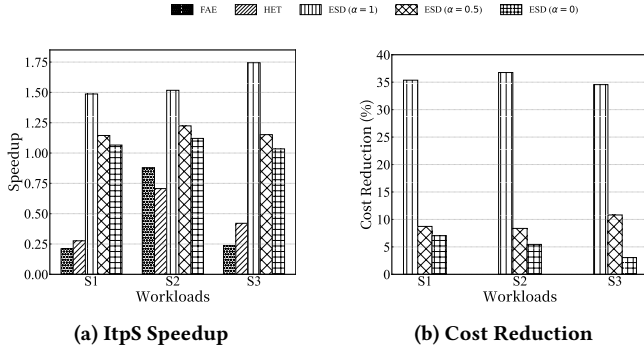 FAE HET ESD (α = 1) ESD (α = 0.5) ESD (α = 0)
1.75
1.50
1.25
1.00
0.75
0.50
0.25
0.00
Speedup
S1 S2 S3
Workloads
(a) ItpS Speedup
40
35
30
25
20
15
10
5
0
Cost Reduction (%)
S1 S2 S3
Workloads
(b) Cost Reduction